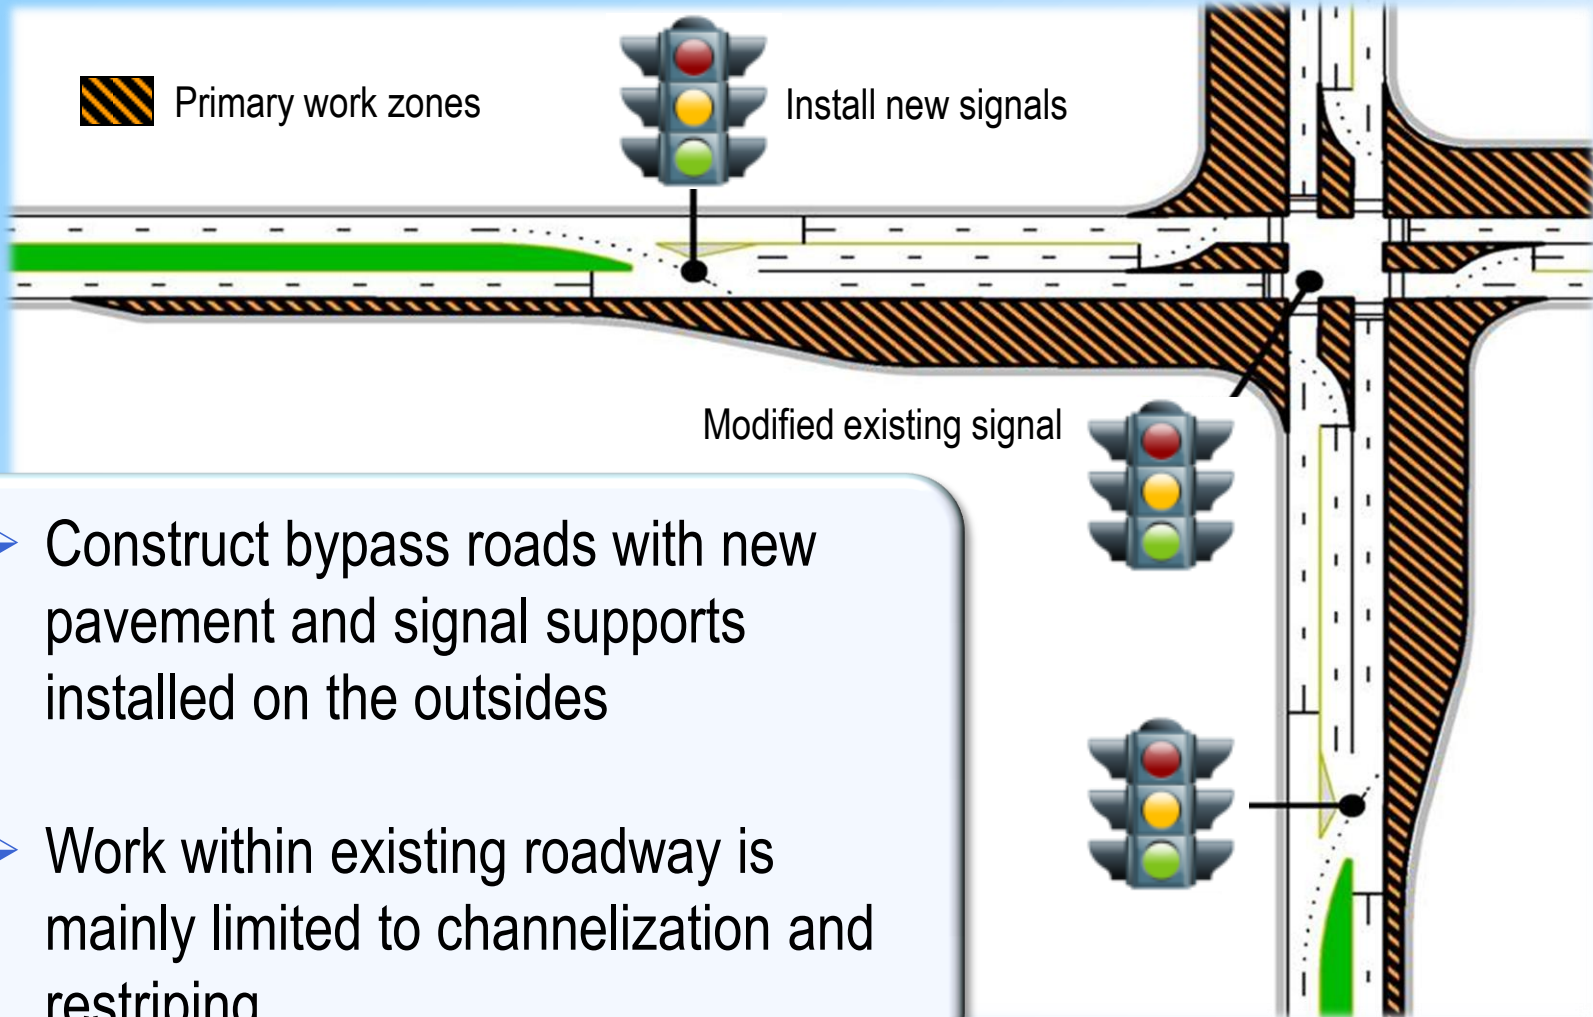 Primary work zones
Install new signals
Modified existing signal
Construct bypass roads with new
pavement and signal supports
installed on the outsides
Work within existing roadway is
mainly limited to channelization and
restriping